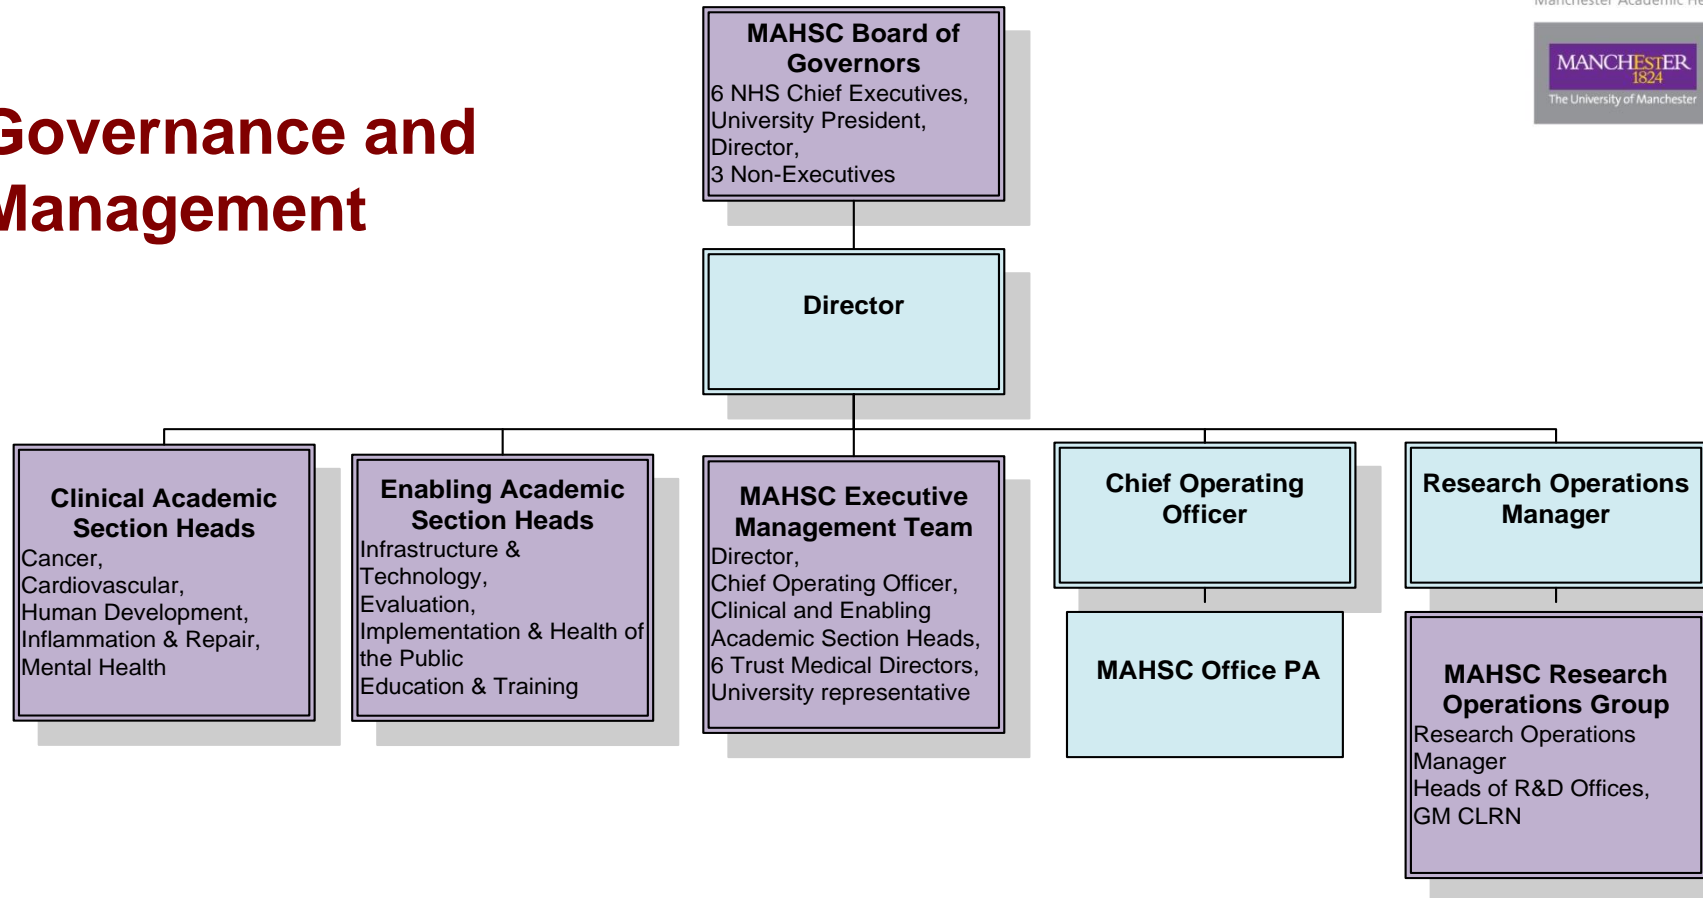 Manchester Academic He
MANCHESTER
1824
The University of Manchester
Governance and
Management
MAHSC Board of
Governors
6 NHS Chief Executives,
University President,
Director,
3 Non-Executives
Director
Clinical Academic
Section Heads
Cancer,
Cardiovascular,
Human Development,
Inflammation & Repair,
Mental Health
Enabling Academic
Section Heads
Infrastructure &
Technology,
Evaluation,
Implementation & Health of
the Public
Education & Training
MAHSC Executive
Management Team
Director,
Chief Operating Officer,
Clinical and Enabling
Academic Section Heads,
6 Trust Medical Directors,
University representative
Chief Operating
Officer
MAHSC Office PA
Research Operations
Manager
MAHSC Research
Operations Group
Research Operations
Manager
Heads of R&D Offices,
GM CLRN